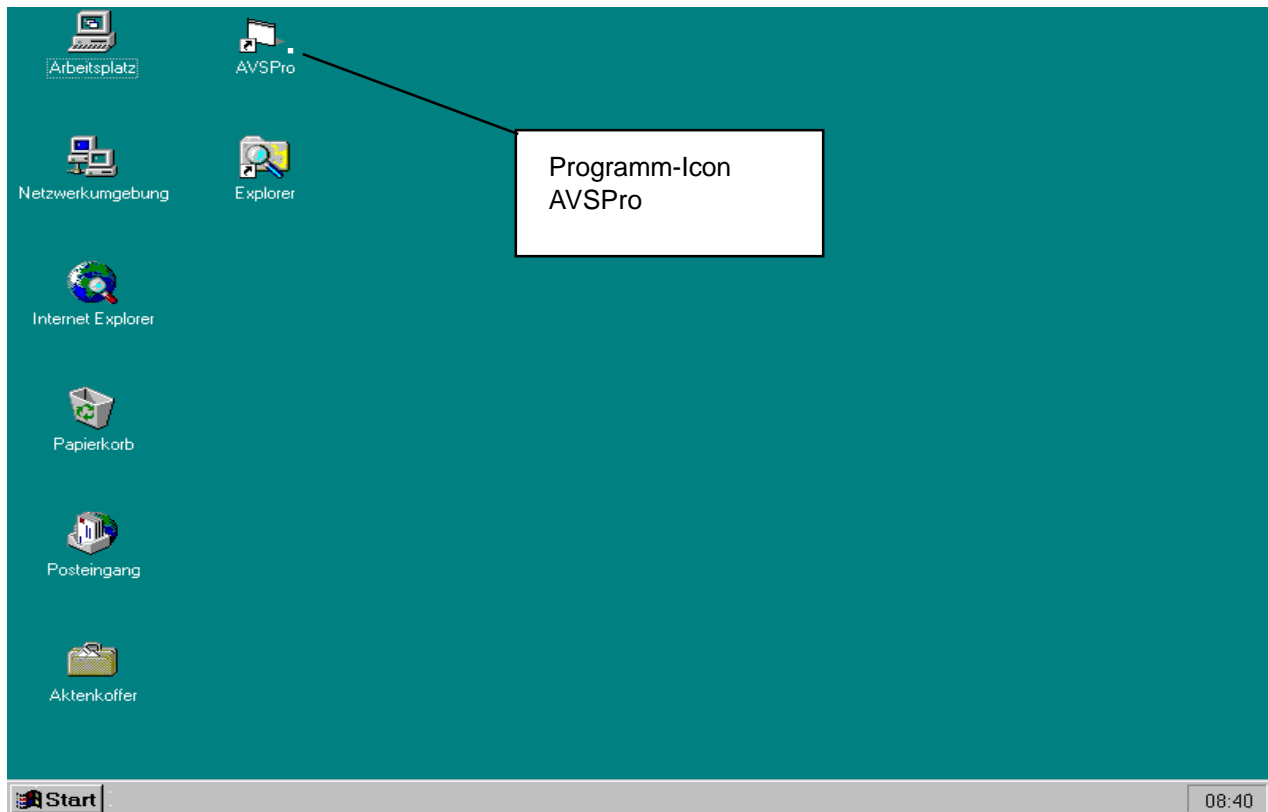 Arbeitsplatz
AVSPro
Programm-Icon
AVSPro
Netzwerkumgebung
Explorer
Internet Explorer
Papierkorb
Posteingang
Aktenkoffer
Start
08:40